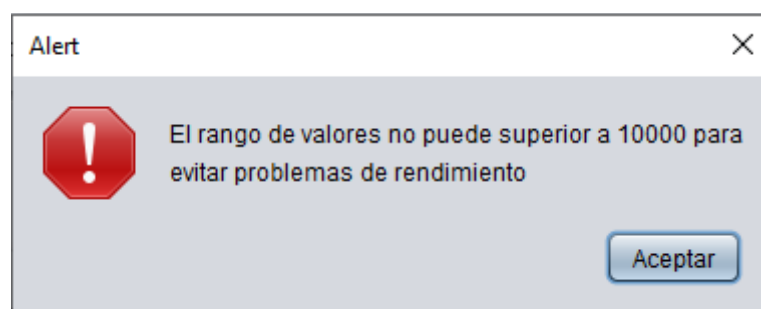 Alert
El rango de valores no puede superior a 10000 para
evitar problemas de rendimiento
Aceptar